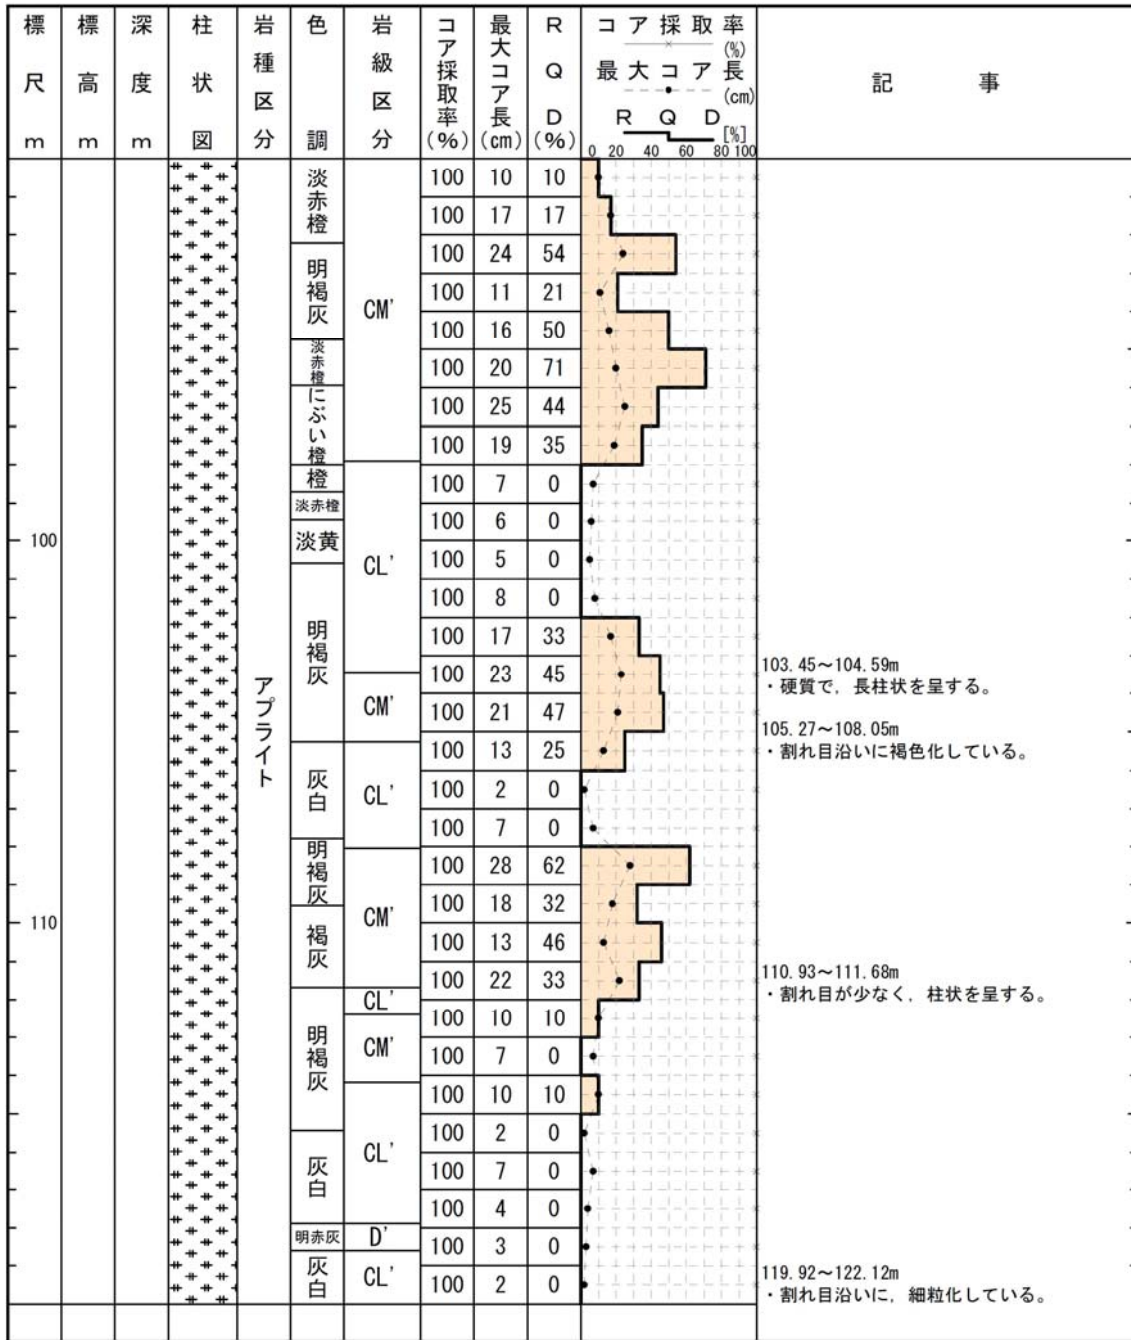 標尺 m
標高 m
深度 m
柱状図
岩種区分
色調
岩級区分
コア採取率(%)
最大コア長(cm)
RQD(%)
コア採取率
(%)
最大コア長
(cm)
RQD
[%]
0 20 40 60 80 100
記事
淡赤橙
明褐灰
淡赤橙
にぶい橙
橙
淡赤橙
淡黄
明褐灰
灰白
明褐灰
褐灰
明褐灰
灰白
明赤灰
灰白
CM'
CL'
CM'
CL'
CM'
CL'
CM'
CL'
D'
CL'
アプライト
100
110
100 10 10
100 17 17
100 24 54
100 11 21
100 16 50
100 20 71
100 25 44
100 19 35
100 7 0
100 6 0
100 5 0
100 8 0
100 17 33
100 23 45
100 21 47
100 13 25
100 2 0
100 7 0
100 28 62
100 18 32
100 13 46
100 22 33
100 10 10
100 7 0
100 10 10
100 2 0
100 7 0
100 4 0
100 3 0
100 2 0
103.45～104.59m
・硬質で，長柱状を呈する。
105.27～108.05m
・割れ目沿いに褐色化している。
110.93～111.68m
・割れ目が少なく，柱状を呈する。
119.92～122.12m
・割れ目沿いに，細粒化している。